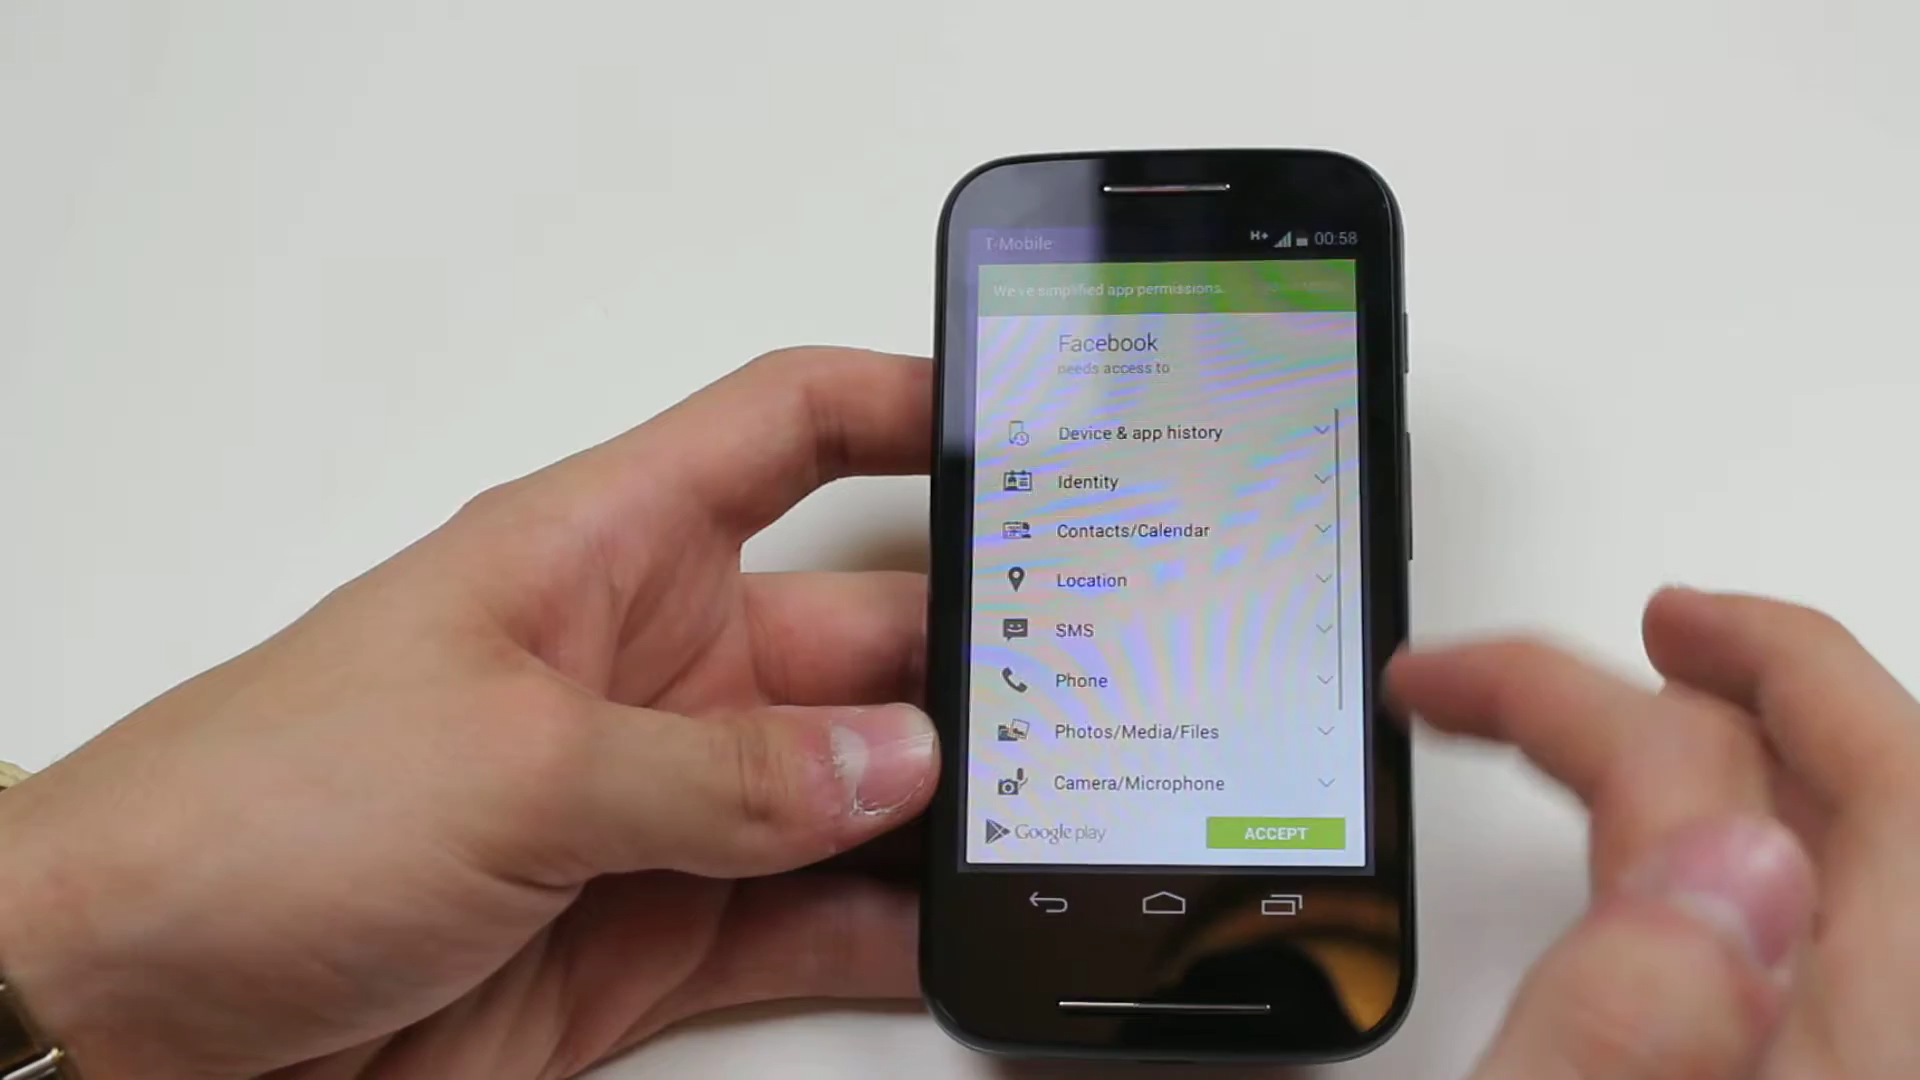 T-Mobile
H+ 00:58
We've simplified app permissions.
Facebook
needs access to
Device & app history
Identity
Contacts/Calendar
Location
SMS
Phone
Photos/Media/Files
Camera/Microphone
Google play
ACCEPT